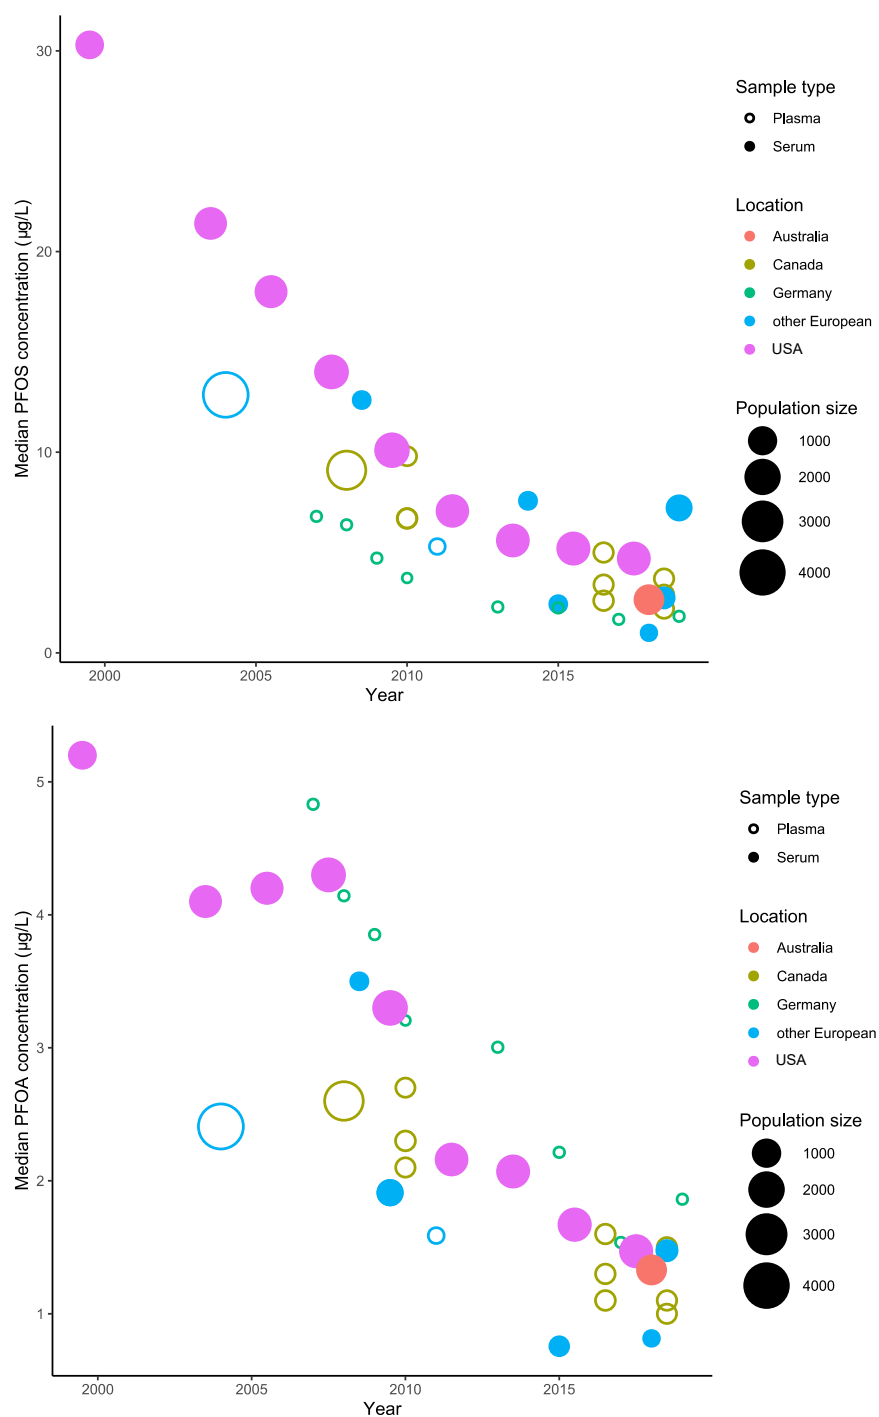 30
20
10
0
Median PFOS concentration (µg/L)
2000
2005
2010
2015
Year
Sample type
Plasma
Serum
Location
Australia
Canada
Germany
other European
USA
Population size
1000
2000
3000
4000
5
4
3
2
1
Median PFOA concentration (µg/L)
2000
2005
2010
2015
Year
Sample type
Plasma
Serum
Location
Australia
Canada
Germany
other European
USA
Population size
1000
2000
3000
4000